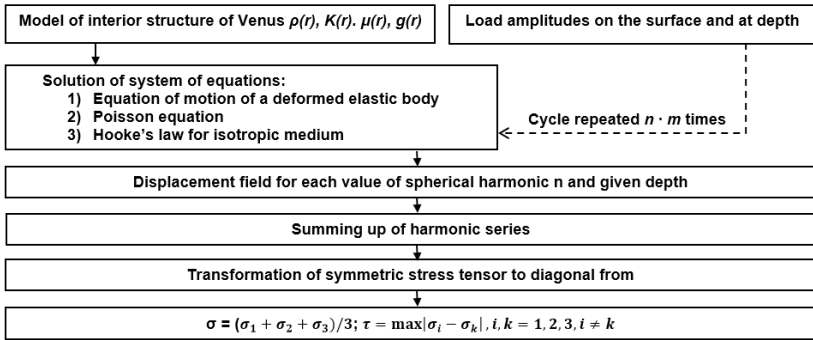 Model of interior structure of Venus ρ(r), K(r). μ(r), g(r)
Load amplitudes on the surface and at depth
Solution of system of equations:
1) Equation of motion of a deformed elastic body
2) Poisson equation
3) Hooke's law for isotropic medium
Cycle repeated n · m times
Displacement field for each value of spherical harmonic n and given depth
Summing up of harmonic series
Transformation of symmetric stress tensor to diagonal from
σ = (σ₁ + σ₂ + σ₃)/3; τ = max|σᵢ − σₖ|, i, k = 1, 2, 3, i ≠ k